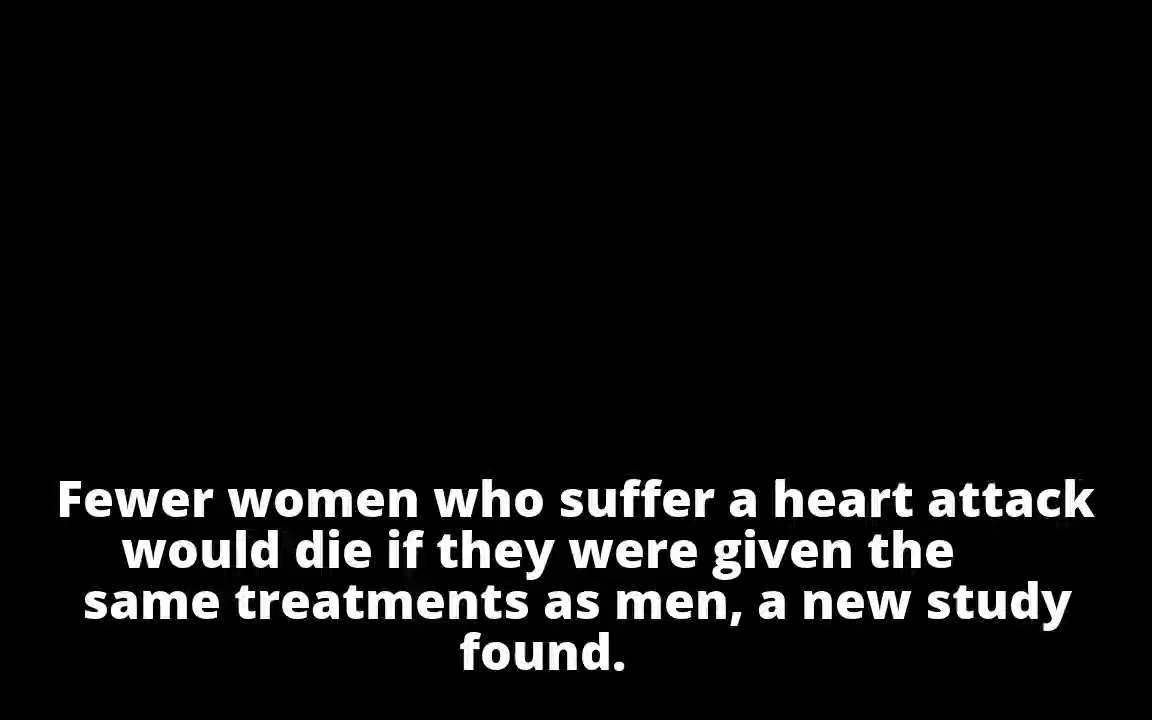 Fewer women who suffer a heart attack
would die if they were given the
same treatments as men, a new study
found.